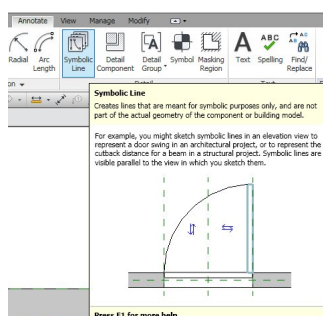 Annotate View Manage Modify
Radial Arc Length Symbolic Line Detail Component Detail Group Symbol Masking Region Text Spelling Find/ Replace
Symbolic Line
Creates lines that are meant for symbolic purposes only, and are not
part of the actual geometry of the component or building model.
For example, you might sketch symbolic lines in an elevation view to
represent a door swing in an architectural project, or to represent the
cutback distance for a beam in a structural project. Symbolic lines are
visible parallel to the view in which you sketch them.
Press F1 for more help